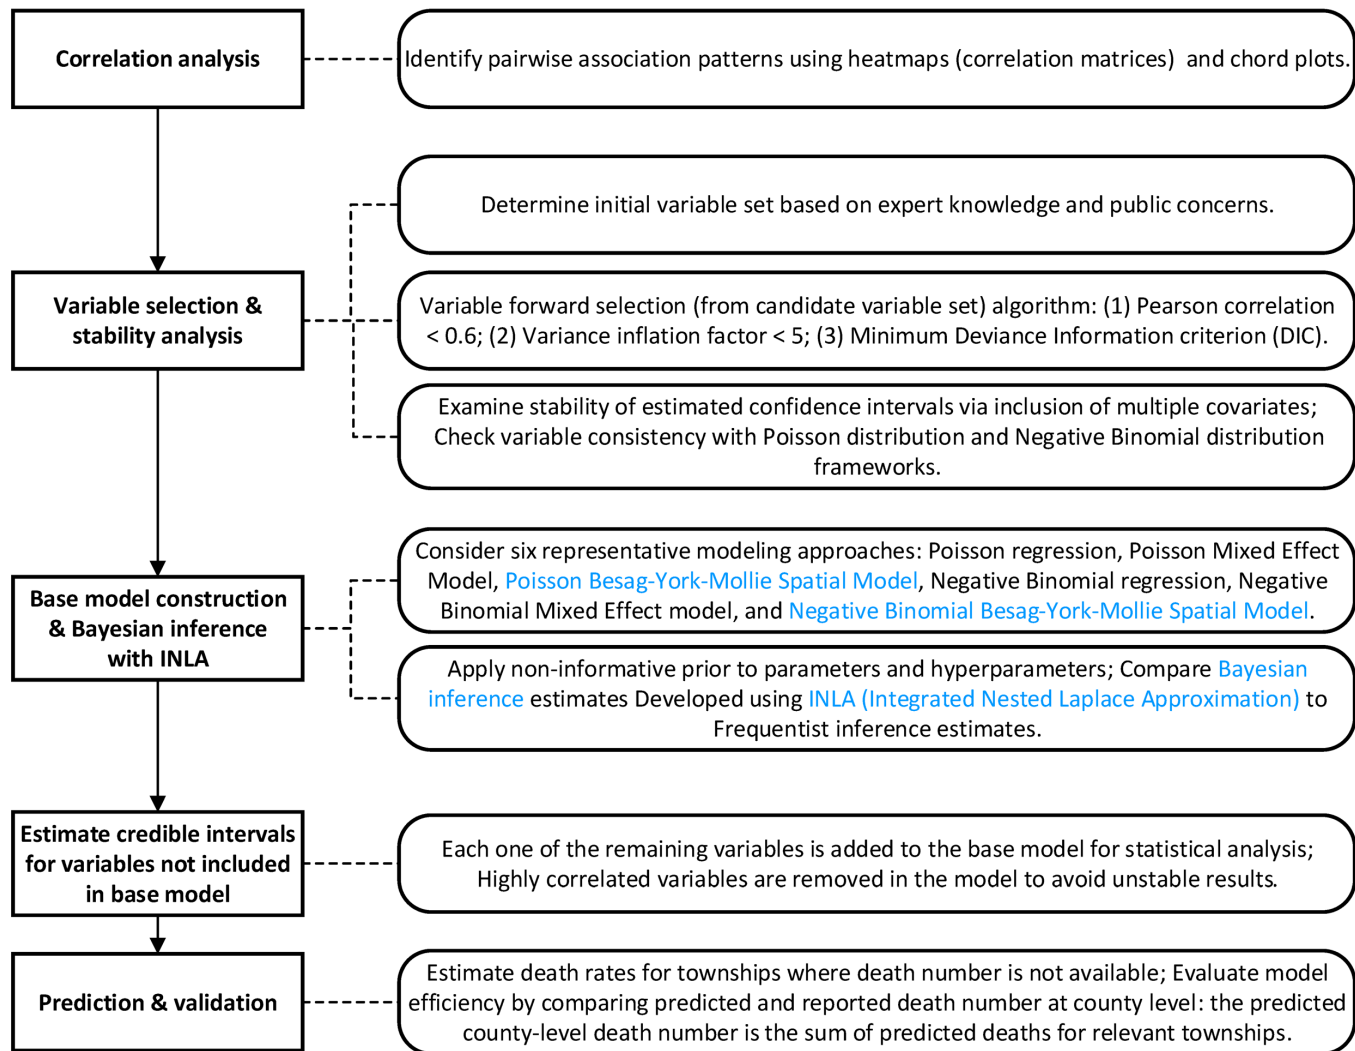 Correlation analysis
Identify pairwise association patterns using heatmaps (correlation matrices) and chord plots.
Determine initial variable set based on expert knowledge and public concerns.
Variable selection &
stability analysis
Variable forward selection (from candidate variable set) algorithm: (1) Pearson correlation
< 0.6; (2) Variance inflation factor < 5; (3) Minimum Deviance Information criterion (DIC).
Examine stability of estimated confidence intervals via inclusion of multiple covariates;
Check variable consistency with Poisson distribution and Negative Binomial distribution
frameworks.
Base model construction
& Bayesian inference
with INLA
Consider six representative modeling approaches: Poisson regression, Poisson Mixed Effect
Model, Poisson Besag-York-Mollie Spatial Model, Negative Binomial regression, Negative
Binomial Mixed Effect model, and Negative Binomial Besag-York-Mollie Spatial Model.
Apply non-informative prior to parameters and hyperparameters; Compare Bayesian
inference estimates Developed using INLA (Integrated Nested Laplace Approximation) to
Frequentist inference estimates.
Estimate credible intervals
for variables not included
in base model
Each one of the remaining variables is added to the base model for statistical analysis;
Highly correlated variables are removed in the model to avoid unstable results.
Prediction & validation
Estimate death rates for townships where death number is not available; Evaluate model
efficiency by comparing predicted and reported death number at county level: the predicted
county-level death number is the sum of predicted deaths for relevant townships.